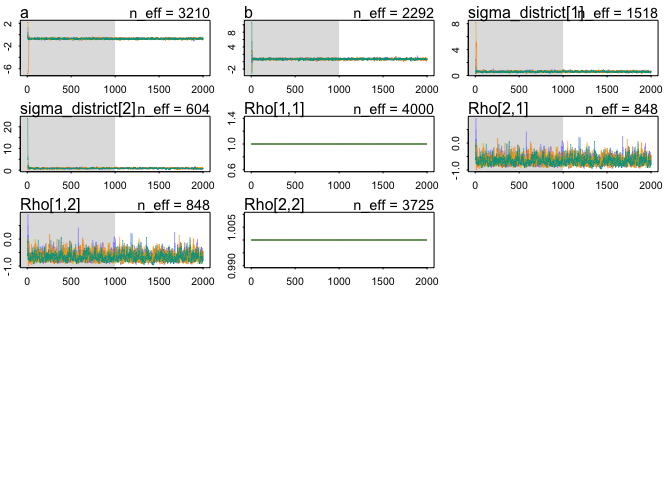 a n_eff = 3210
b n_eff = 2292
sigma_district[1] n_eff = 1518
2
-2
-6
0 500 1000 1500 2000
8
4
-2
0 500 1000 1500 2000
8
4
0
0 500 1000 1500 2000
sigma_district[2] n_eff = 604
Rho[1,1] n_eff = 4000
Rho[2,1] n_eff = 848
20
10
0
0 500 1000 1500 2000
1.4
1.0
0.6
0 500 1000 1500 2000
0.0
-1.0
0 500 1000 1500 2000
Rho[1,2] n_eff = 848
Rho[2,2] n_eff = 3725
0.0
-1.0
0 500 1000 1500 2000
1.005
0.990
0 500 1000 1500 2000